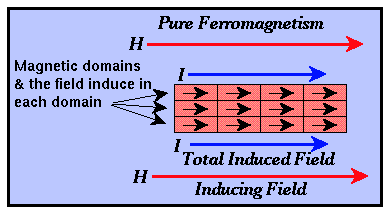 Pure Ferromagnetism
H
Magnetic domains
& the field induce in
each domain
I
I
Total Induced Field
H
Inducing Field